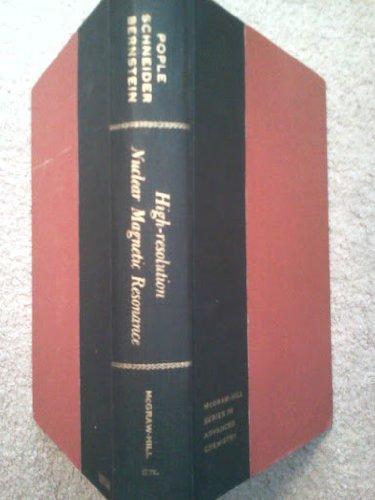 POPLE
SCHNEIDER
BERNSTEIN
High-resolution
Nuclear Magnetic Resonance
McGRAW-HILL
McGRAW-HILL
SERIES IN
ADVANCED
CHEMISTRY